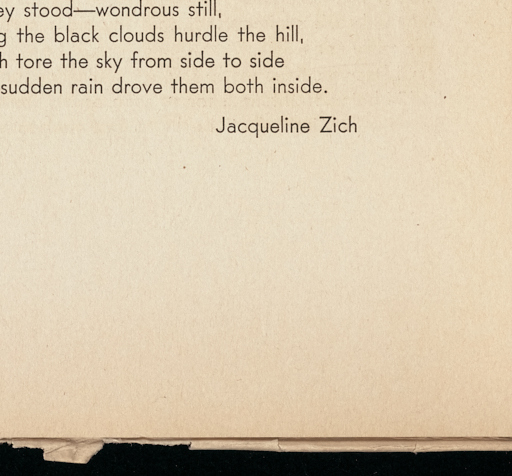 ey stood—wondrous still,
g the black clouds hurdle the hill,
h tore the sky from side to side
sudden rain drove them both inside.
Jacqueline Zich